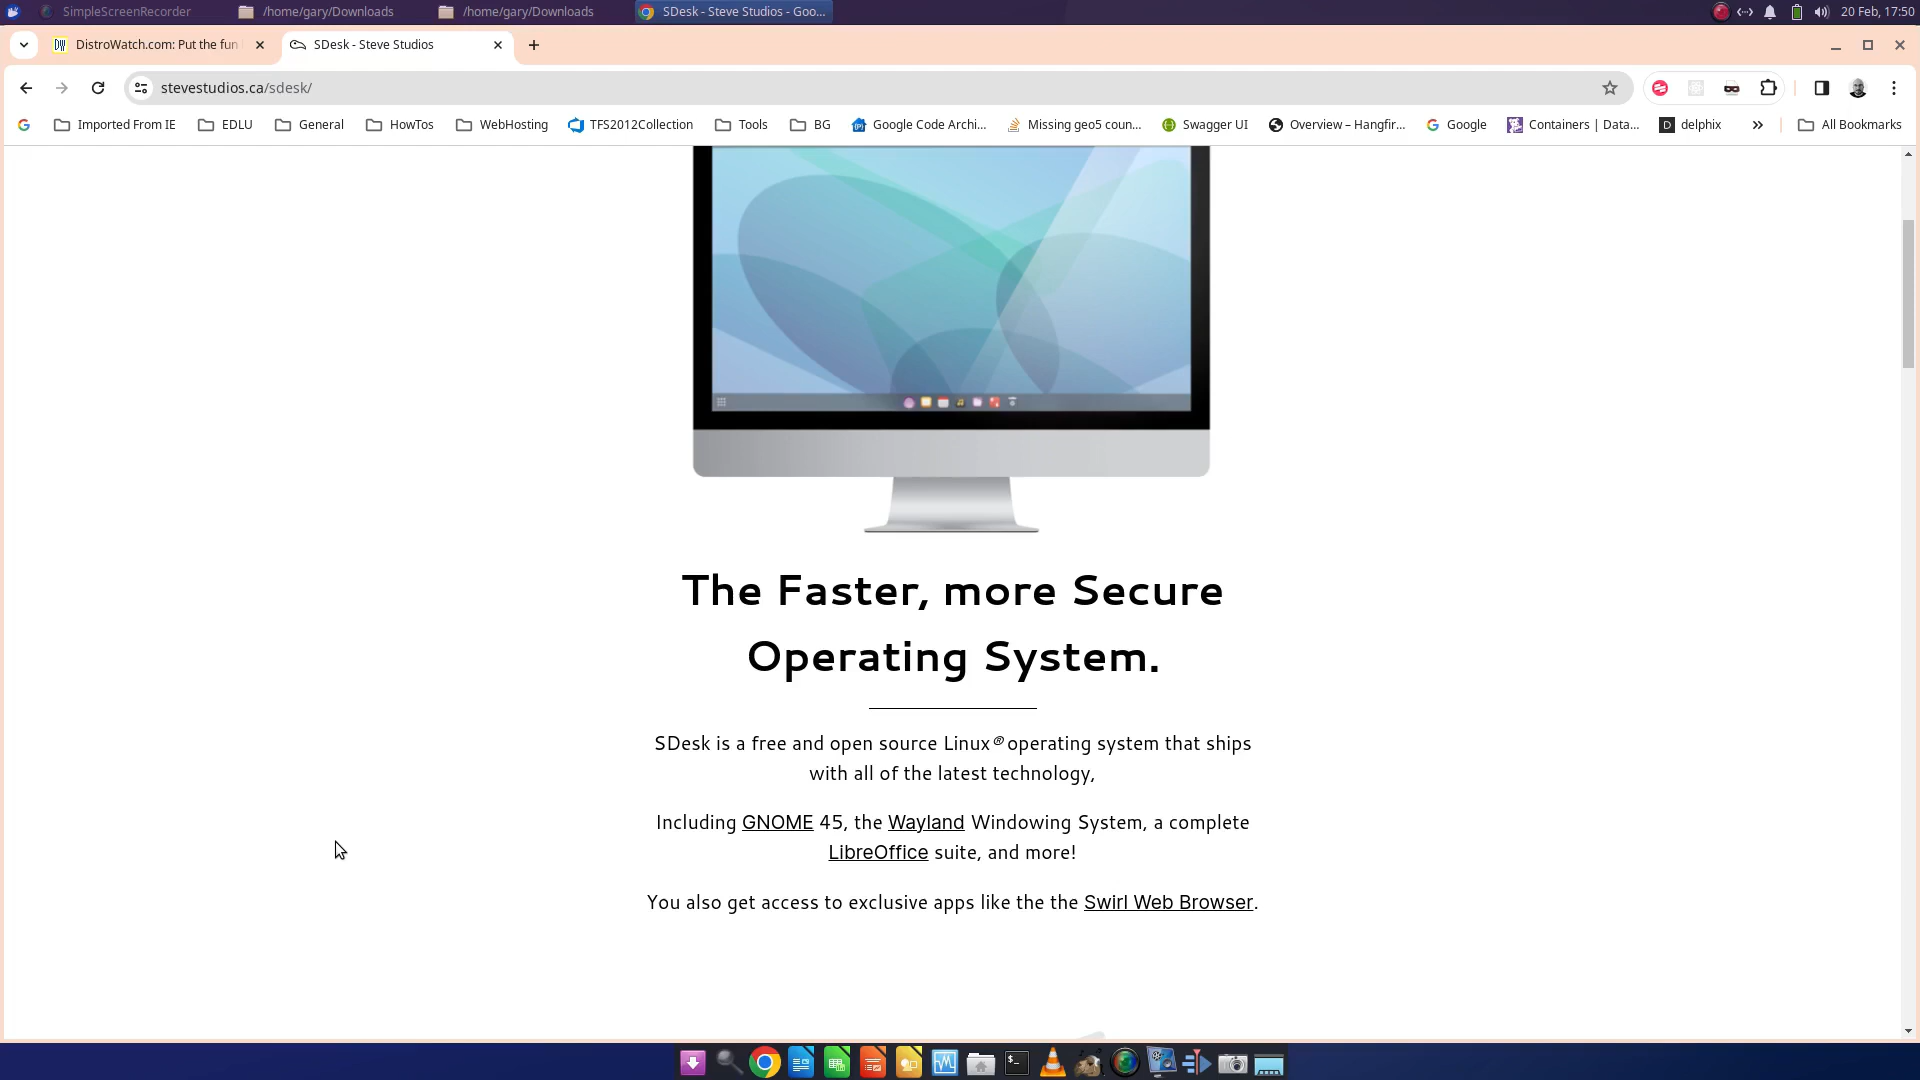 SimpleScreenRecorder
/home/gary/Downloads
/home/gary/Downloads
SDesk - Steve Studios - Goo...
20 Feb, 17:50
DistroWatch.com: Put the fun
SDesk - Steve Studios
stevestudios.ca/sdesk/
Imported From IE
EDLU
General
HowTos
WebHosting
TFS2012Collection
Tools
BG
Google Code Archi...
Missing geo5 coun...
Swagger UI
Overview – Hangfir...
Google
Containers | Data...
delphix
All Bookmarks
The Faster, more Secure
Operating System.
SDesk is a free and open source Linux® operating system that ships
with all of the latest technology,
Including GNOME 45, the Wayland Windowing System, a complete
LibreOffice suite, and more!
You also get access to exclusive apps like the the Swirl Web Browser.